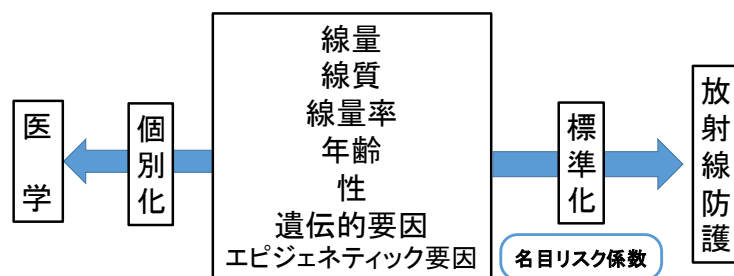 医学
個別化
線量
線質
線量率
年齢
性
遺伝的要因
エピジェネティック要因
標準化
名目リスク係数
放射線防護